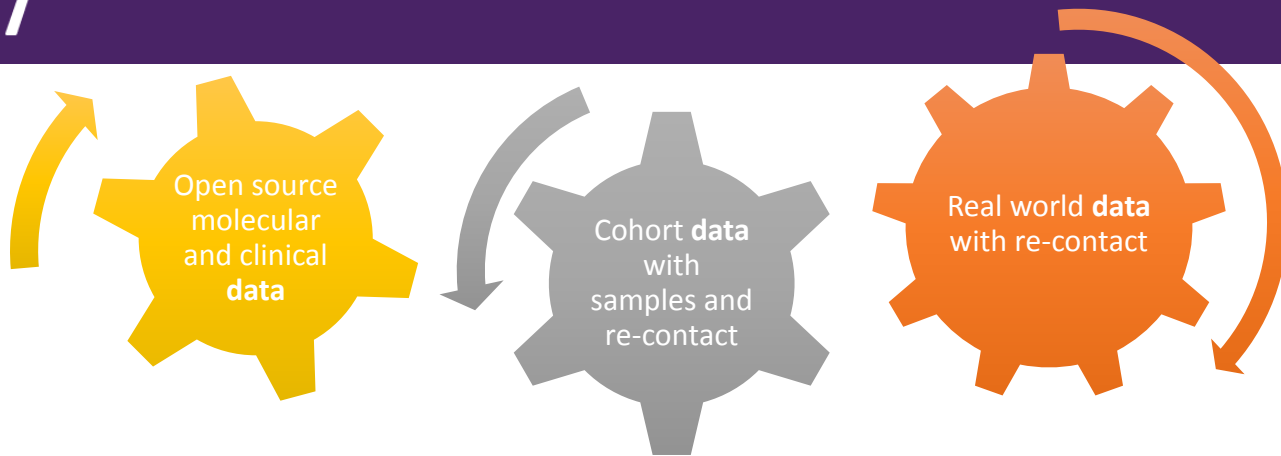 Open source
molecular
and clinical
data
Cohort data
with
samples and
re-contact
Real world data
with re-contact